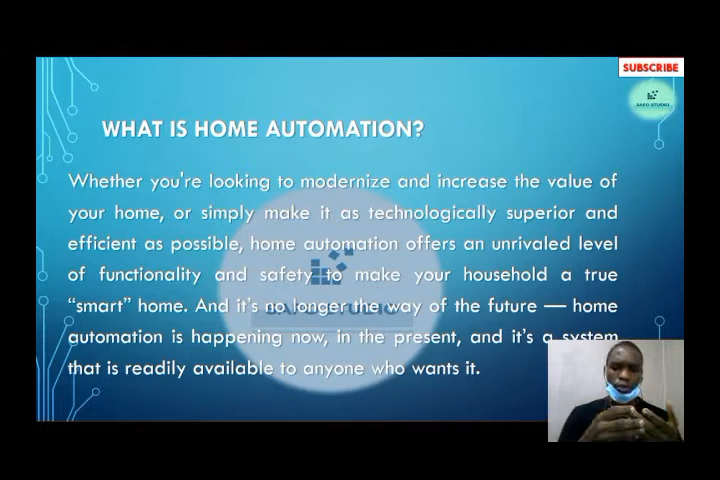 SUBSCRIBE
SAFO STUDIO
WHAT IS HOME AUTOMATION?
Whether you're looking to modernize and increase the value of
your home, or simply make it as technologically superior and
efficient as possible, home automation offers an unrivaled level
of functionality and safety to make your household a true
“smart” home. And it’s no longer the way of the future — home
automation is happening now, in the present, and it’s a system
that is readily available to anyone who wants it.